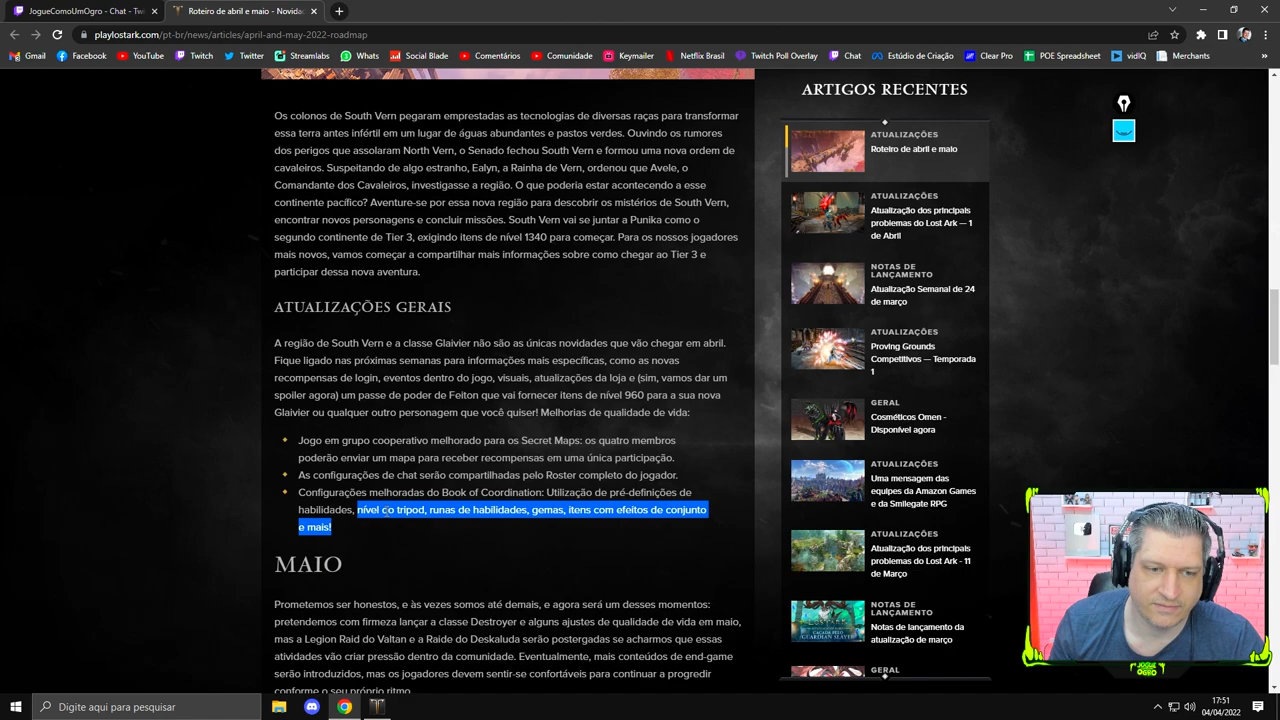 JogueComoUmOgro - Chat - Twi
Roteiro de abril e maio
playlostark.com/pt-br/news/articles/april-and-may-2022-roadmap
Gmail
Facebook
YouTube
Twitch
Twitter
Streamlabs
Whats
Social Blade
Comentários
Comunidade
Keymailer
Netflix Brasil
Twitch Poll Overlay
Chat
Estúdio de Criação
Clear Pro
POE Settlement
vidIQ
Merchants
Os colonos de South Vern pegaram emprestadas as tecnologias de diversas raças para transformar
essa terra antes infértil em um lugar de águas abundantes e pastos verdes. Ouvindo os rumores
dos perigos que assolaram North Vern, o Senado fechou South Vern e formou uma nova ordem de
cavaleiros. Suspeitando de algo estranho, Ealyn, a Rainha de Vern, ordenou que Avele, o
Comandante dos Cavaleiros, investigasse a região. O que poderia estar acontecendo a esse
continente pacífico? Aventure-se por essa nova região para descobrir os mistérios de South Vern,
encontrar novos personagens e concluir missões. South Vern vai se juntar a Punika como o
segundo continente de Tier 3, exigindo itens de nível 1340 para começar. Para os nossos jogadores
mais novos, vamos começar a compartilhar mais informações sobre como chegar ao Tier 3 e
participar dessa nova aventura.
ATUALIZAÇÕES GERAIS
A região de South Vern e a classe Glaivier não são as únicas novidades que vão chegar em abril.
Fique ligado nas próximas semanas para informações mais específicas, como as novas
recompensas de login, eventos dentro do jogo, visuais, atualizações da loja e (sim, vamos dar um
spoiler agora) um passe de poder de Feiton que vai fornecer itens de nível 960 para a sua nova
Glaivier ou qualquer outro personagem que você quiser! Melhorias de qualidade de vida:
Jogo em grupo cooperativo melhorado para os Secret Maps: os quatro membros
poderão enviar um mapa para receber recompensas em uma única participação.
As configurações de chat serão compartilhadas pelo Roster completo do jogador.
Configurações melhoradas do Book of Coordination: Utilização de pré-definições de
habilidades, nível do tripod, runas de habilidades, gemas, itens com efeitos de conjunto
e mais!
MAIO
Prometemos ser honestos, e às vezes somos até demais, e agora será um desses momentos:
pretendemos com firmeza lançar a classe Destroyer e alguns ajustes de qualidade de vida em maio,
mas a Legion Raid do Valtan e a Raide do Deskaluda serão postergadas se acharmos que essas
atividades vão criar pressão dentro da comunidade. Eventualmente, mais conteúdos de end-game
serão introduzidos, mas os jogadores devem sentir-se confortáveis para continuar a progredir
conforme o seu próprio ritmo.
ARTIGOS RECENTES
ATUALIZAÇÕES
Roteiro de abril e maio
ATUALIZAÇÕES
Atualização dos principais
problemas do Lost Ark — 1
de Abril
NOTAS DE
LANÇAMENTO
Atualização Semanal de 24
de março
ATUALIZAÇÕES
Proving Grounds
Competitivos — Temporada
1
GERAL
Cosméticos Omen -
Disponível agora
ATUALIZAÇÕES
Uma mensagem das
equipes da Amazon Games
e da Smilegate RPG
ATUALIZAÇÕES
Atualização dos principais
problemas do Lost Ark - 11
de Março
NOTAS DE
LANÇAMENTO
Notas de lançamento da
atualização de março
GERAL
JOGUE
OGRO
Digite aqui para pesquisar
17:51
04/04/2022